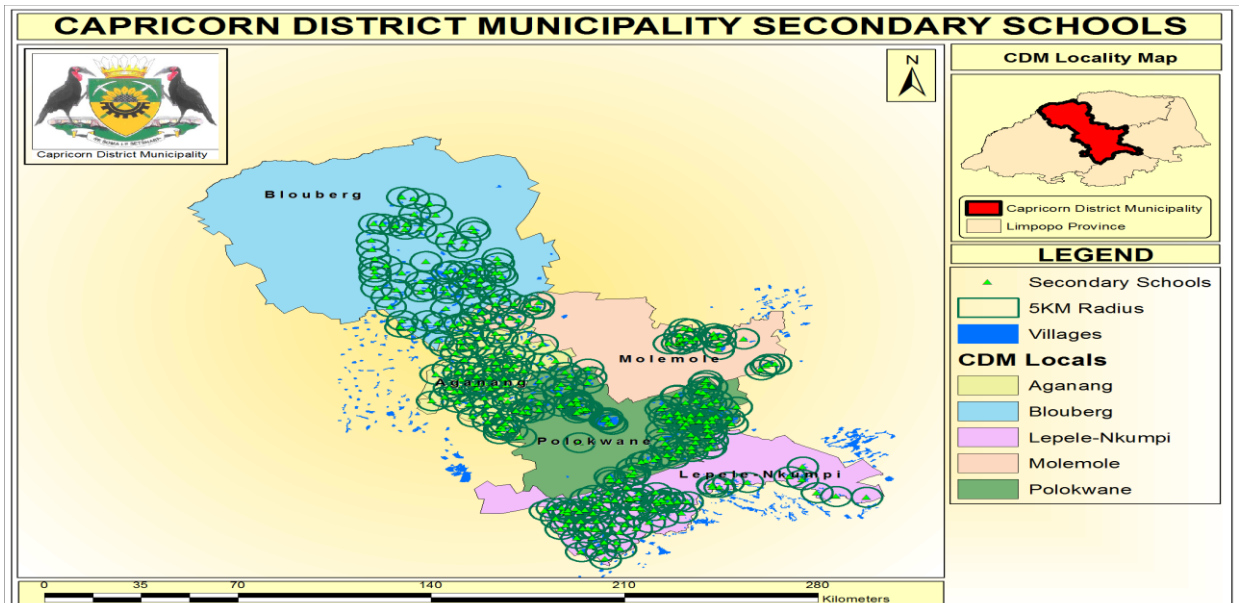 CAPRICORN DISTRICT MUNICIPALITY SECONDARY SCHOOLS
Capricorn District Municipality
N
CDM Locality Map
Capricorn District Municipality
Limpopo Province
LEGEND
Secondary Schools
5KM Radius
Villages
CDM Locals
Aganang
Blouberg
Lepele-Nkumpi
Molemole
Polokwane
Blouberg
Molemole
Aganang
Polokwane
Lepele-Nkumpi
0 35 70 140 210 280
Kilometers